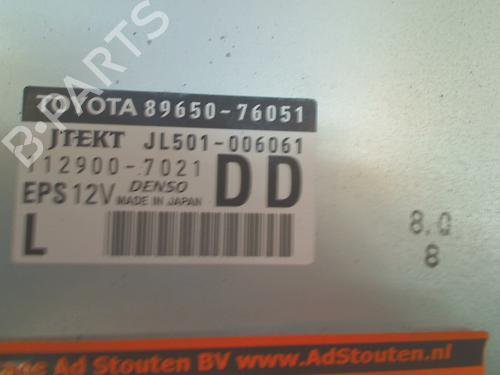 B-PARTS
TOYOTA 89650-76051
JTEKT JL501-006061
112900-7021 DD
EPS 12V DENSO
MADE IN JAPAN
L
8.Q
8
Ad Stouten BV - www.AdStouten.nl